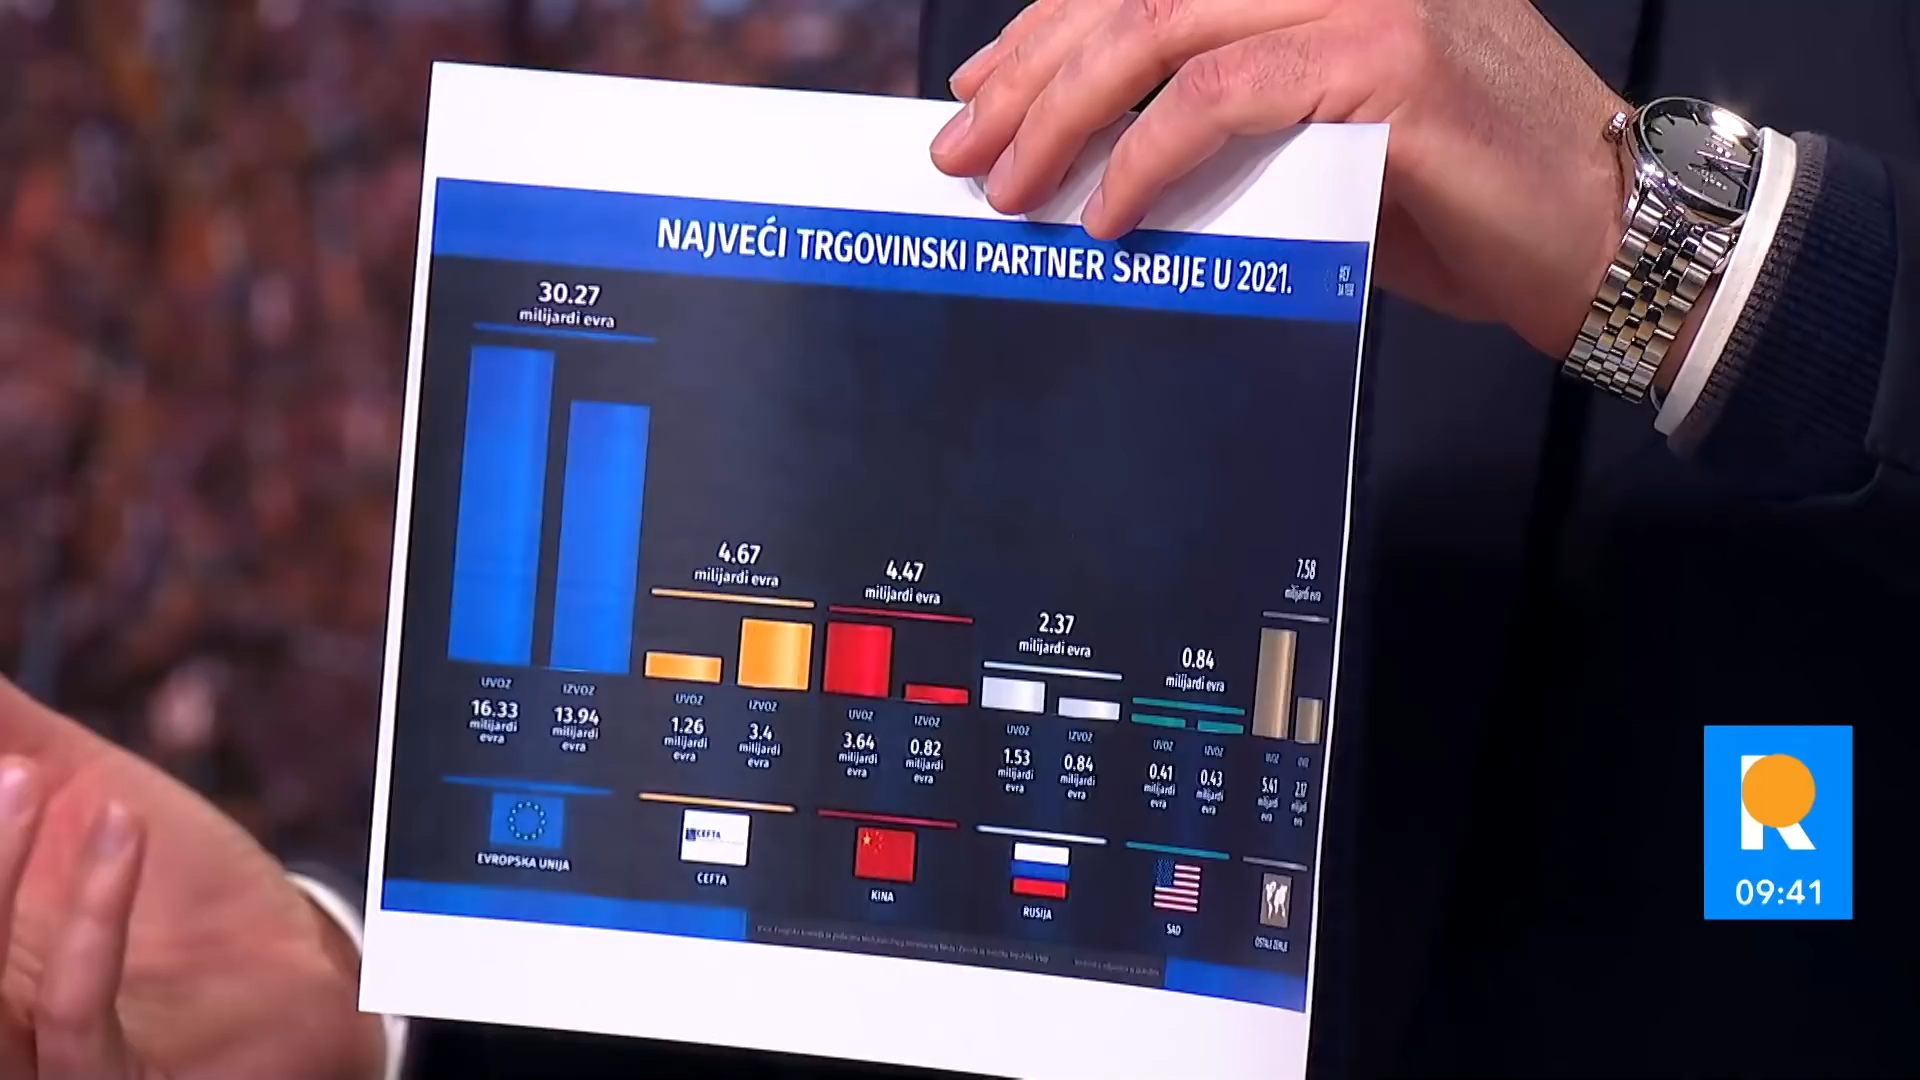 NAJVEĆI TRGOVINSKI PARTNER SRBIJE U 2021.
30.27
milijardi evra
4.67
milijardi evra
4.47
milijardi evra
2.37
milijardi evra
0.84
milijardi evra
7.58
milijardi evra
UVOZ
16.33
milijardi
evra
IZVOZ
13.94
milijardi
evra
UVOZ
1.26
milijardi
evra
IZVOZ
3.4
milijardi
evra
UVOZ
3.64
milijardi
evra
IZVOZ
0.82
milijardi
evra
UVOZ
1.53
milijardi
evra
IZVOZ
0.84
milijardi
evra
UVOZ
0.41
milijardi
evra
IZVOZ
0.43
milijardi
evra
UVOZ
5.41
milijardi
evra
2.17
EVROPSKA UNIJA
CEFTA
CEFTA
KINA
RUSIJA
SAD
OSTALE ZEMLJE
R
09:41